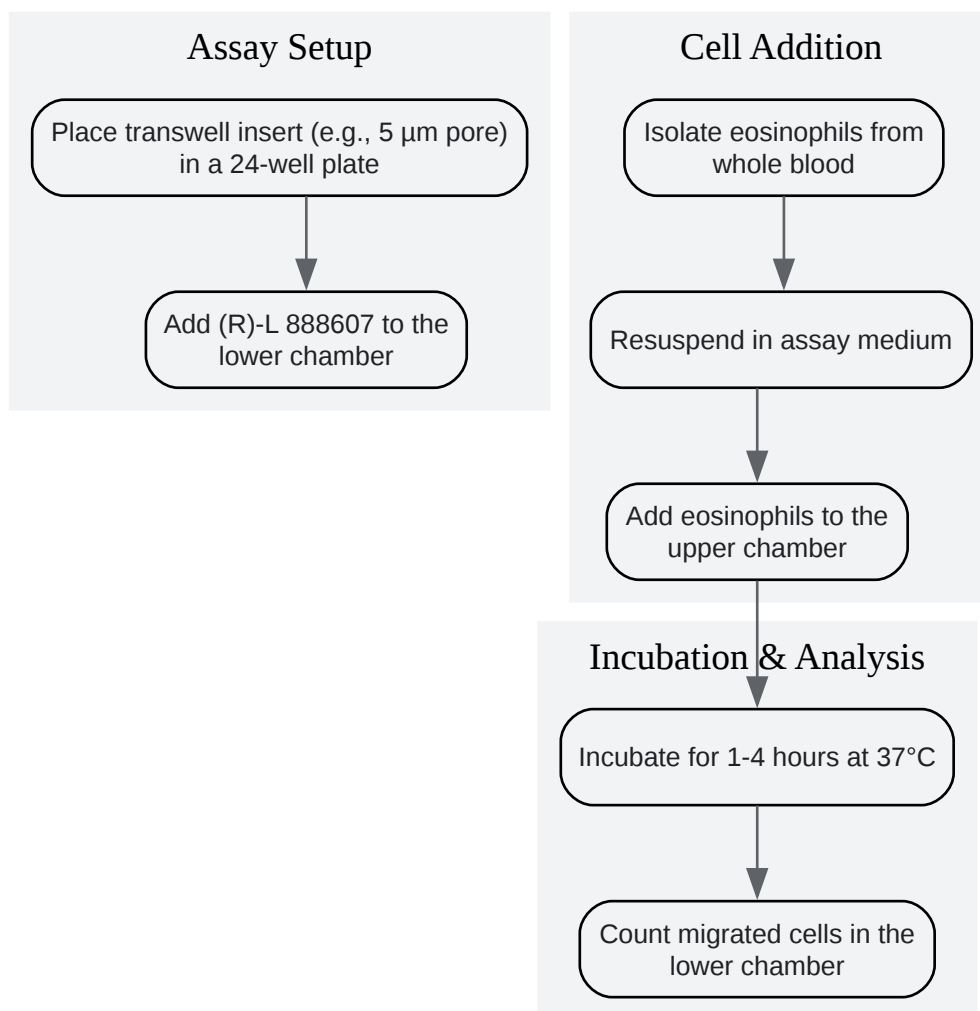 Assay Setup
Place transwell insert (e.g., 5 µm pore)
in a 24-well plate
Add (R)-L 888607 to the
lower chamber
Cell Addition
Isolate eosinophils from
whole blood
Resuspend in assay medium
Add eosinophils to the
upper chamber
Incubation & Analysis
Incubate for 1-4 hours at 37°C
Count migrated cells in the
lower chamber